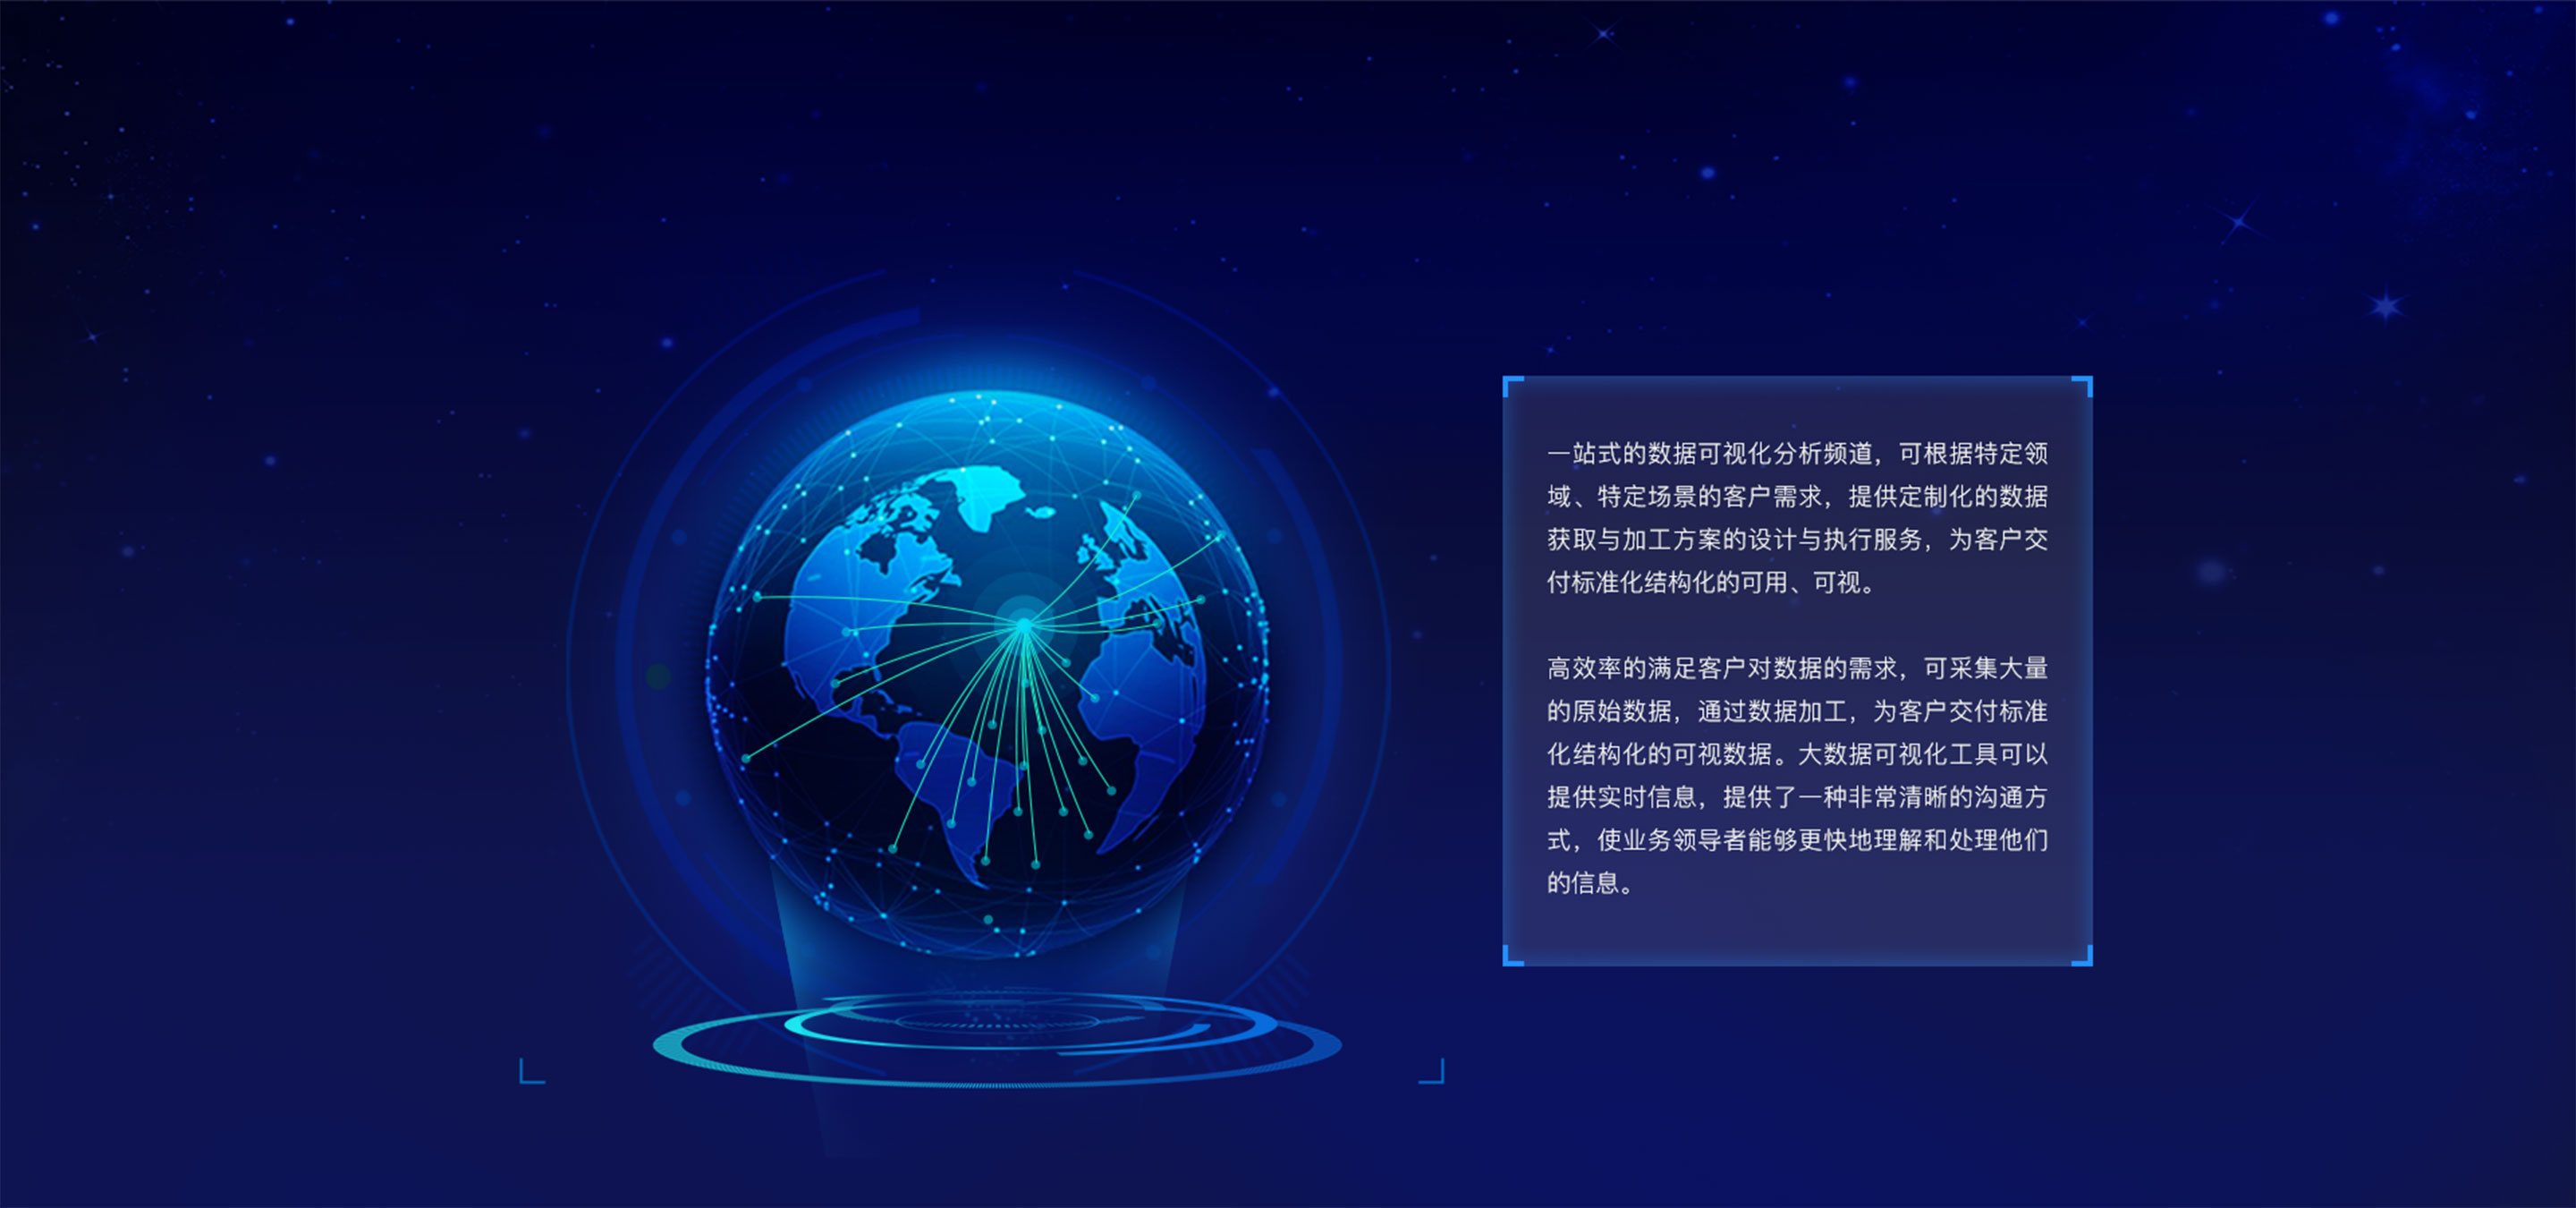 一站式的数据可视化分析频道，可根据特定领
域、特定场景的客户需求，提供定制化的数据
获取与加工方案的设计与执行服务，为客户交
付标准化结构化的可用、可视。
高效率的满足客户对数据的需求，可采集大量
的原始数据，通过数据加工，为客户交付标准
化结构化的可视数据。大数据可视化工具可以
提供实时信息，提供了一种非常清晰的沟通方
式，使业务领导者能够更快地理解和处理他们
的信息。